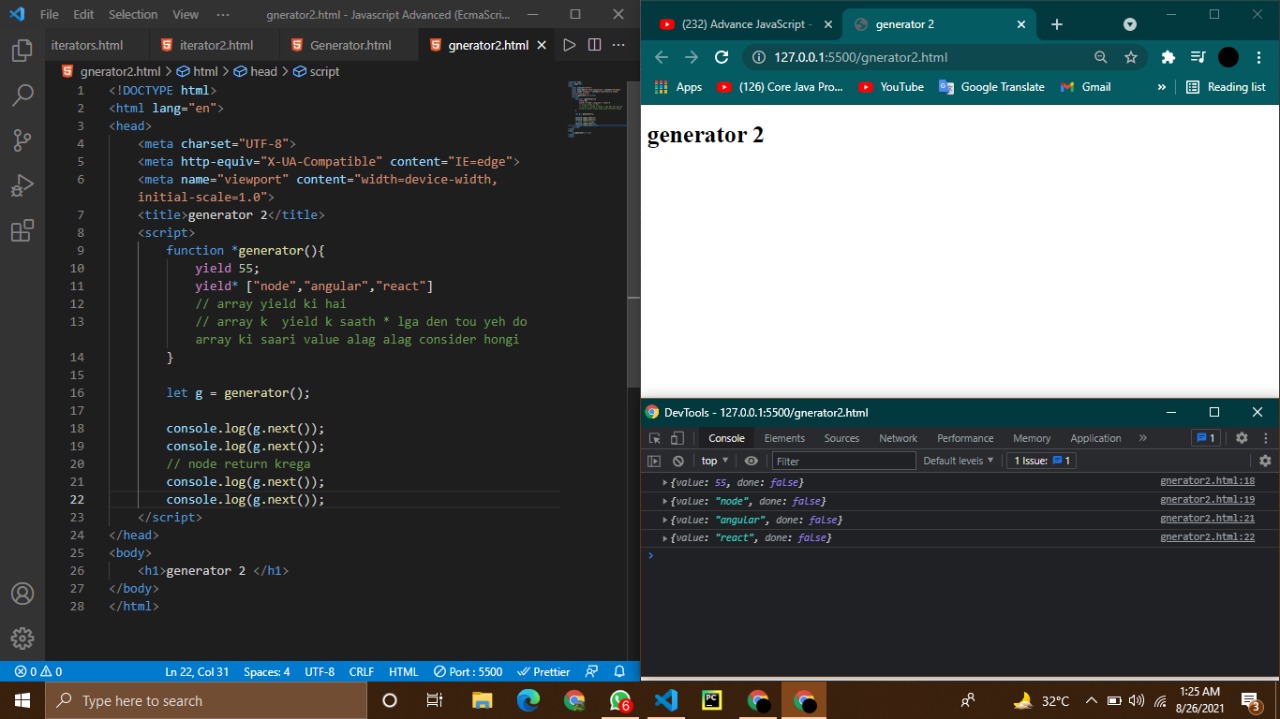 File Edit Selection View ··· gnerator2.html - Javascript Advanced (EcmaScri...
iterators.html iterator2.html Generator.html gnerator2.html
gnerator2.html > html > head > script
1 <!DOCTYPE html>
2 <html lang="en">
3 <head>
4 <meta charset="UTF-8">
5 <meta http-equiv="X-UA-Compatible" content="IE=edge">
6 <meta name="viewport" content="width=device-width,
initial-scale=1.0">
7 <title>generator 2</title>
8 <script>
9 function *generator(){
10 yield 55;
11 yield* ["node","angular","react"]
12 // array yield ki hai
13 // array k  yield k saath * lga den tou yeh do
array ki saari value alag alag consider hongi
14 }
15
16 let g = generator();
17
18 console.log(g.next());
19 console.log(g.next());
20 // node return krega
21 console.log(g.next());
22 console.log(g.next());
23 </script>
24 </head>
25 <body>
26 <h1>generator 2 </h1>
27 </body>
28 </html>
0 0 Ln 22, Col 31 Spaces: 4 UTF-8 CRLF HTML Port : 5500 Prettier
(232) Advance JavaScript - generator 2
127.0.0.1:5500/gnerator2.html
Apps (126) Core Java Pro... YouTube Google Translate Gmail » Reading list
generator 2
DevTools - 127.0.0.1:5500/gnerator2.html
Console Elements Sources Network Performance Memory Application » 1
top Filter Default levels 1 Issue: 1
{value: 55, done: false} gnerator2.html:18
{value: "node", done: false} gnerator2.html:19
{value: "angular", done: false} gnerator2.html:21
{value: "react", done: false} gnerator2.html:22
Type here to search 6 PC 32°C 1:25 AM
8/26/2021 3